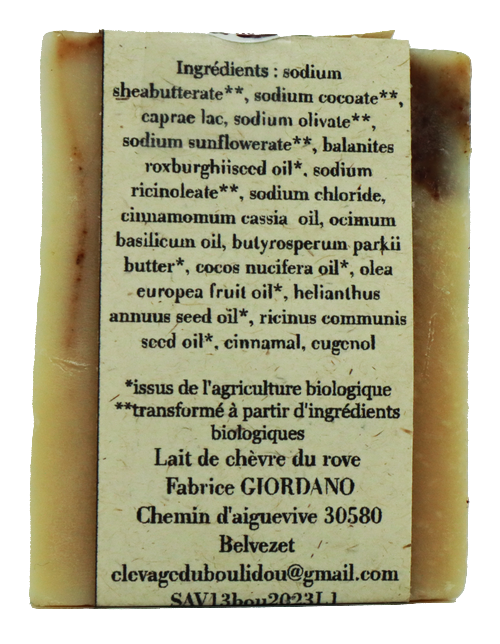 Ingrédients : sodium
sheabutterate**, sodium cocoate**,
caprae lac, sodium olivate**,
sodium sunflowerate**, balanites
roxburghiiseed oil*, sodium
ricinoleate**, sodium chloride,
cinnamomum cassia oil, ocimum
basilicum oil, butyrosperum parkii
butter*, cocos nucifera oil*, olea
europea fruit oil*, helianthus
annuus seed oil*, ricinus communis
seed oil*, cinnamal, eugenol
*issus de l'agriculture biologique
**transformé à partir d'ingrédients
biologiques
Lait de chèvre du rove
Fabrice GIORDANO
Chemin d'aiguevive 30580
Belvezet
elevageduboulidou@gmail.com
SAV13bou2023L1